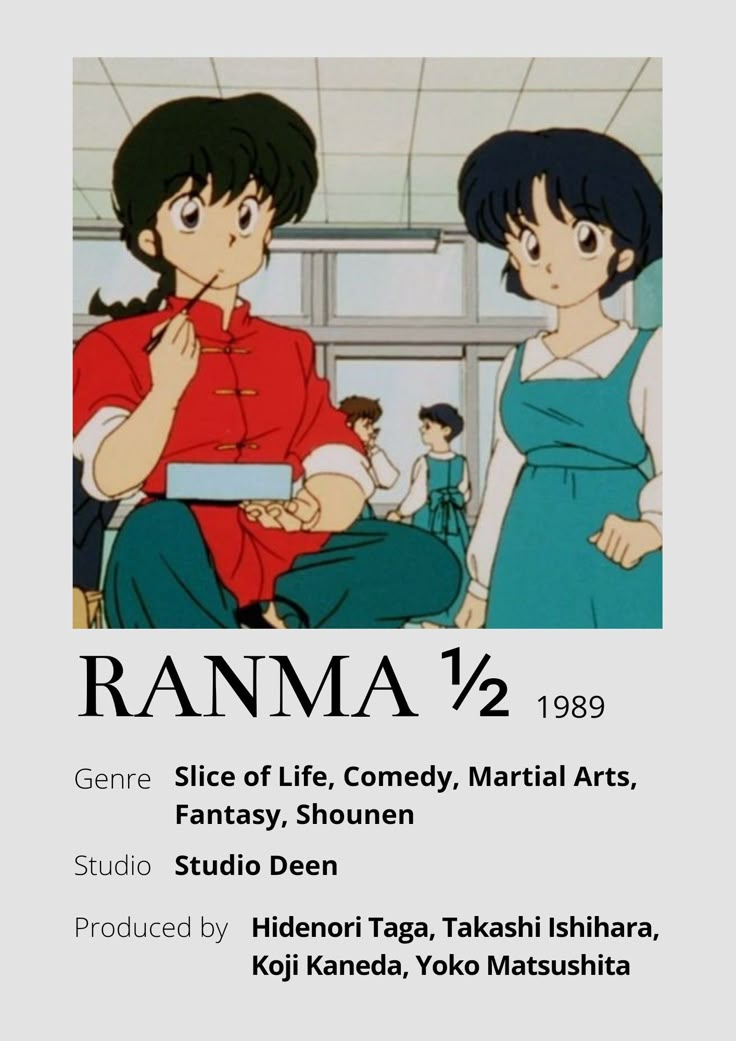 RANMA ½ 1989
Genre Slice of Life, Comedy, Martial Arts,
Fantasy, Shounen
Studio Studio Deen
Produced by Hidenori Taga, Takashi Ishihara,
Koji Kaneda, Yoko Matsushita